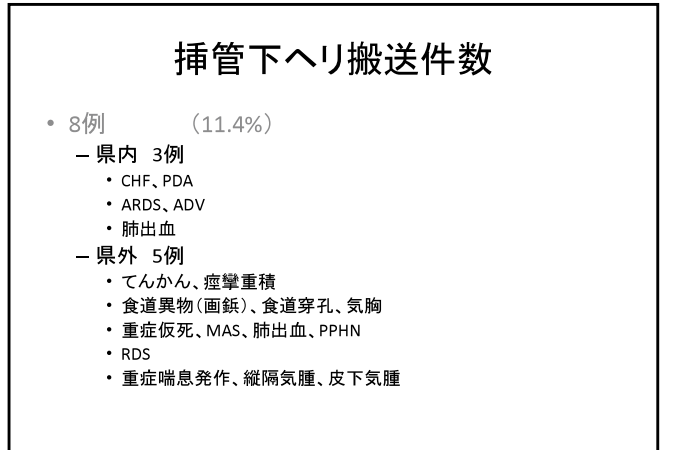 挿管下ヘリ搬送件数
• 8例 （11.4%）
– 県内 3例
• CHF、PDA
• ARDS、ADV
• 肺出血
– 県外 5例
• てんかん、痙攣重積
• 食道異物（画鋲）、食道穿孔、気胸
• 重症仮死、MAS、肺出血、PPHN
• RDS
• 重症喘息発作、縦隔気腫、皮下気腫